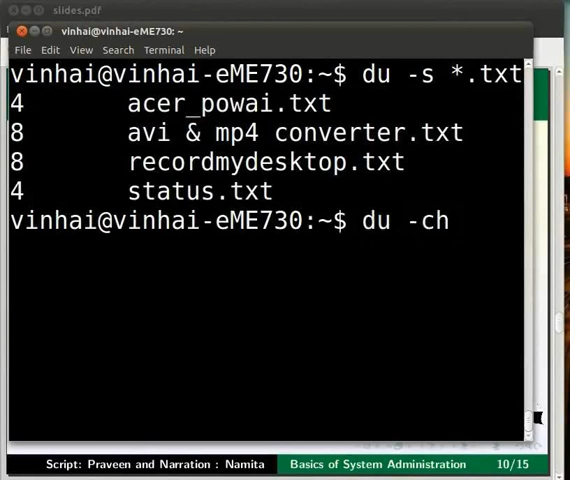 slides.pdf
vinhai@vinhai-eME730: ~
File Edit View Search Terminal Help
vinhai@vinhai-eME730:~$ du -s *.txt
4 acer_powai.txt
8 avi & mp4 converter.txt
8 recordmydesktop.txt
4 status.txt
vinhai@vinhai-eME730:~$ du -ch
Script: Praveen and Narration : Namita Basics of System Administration 10/15